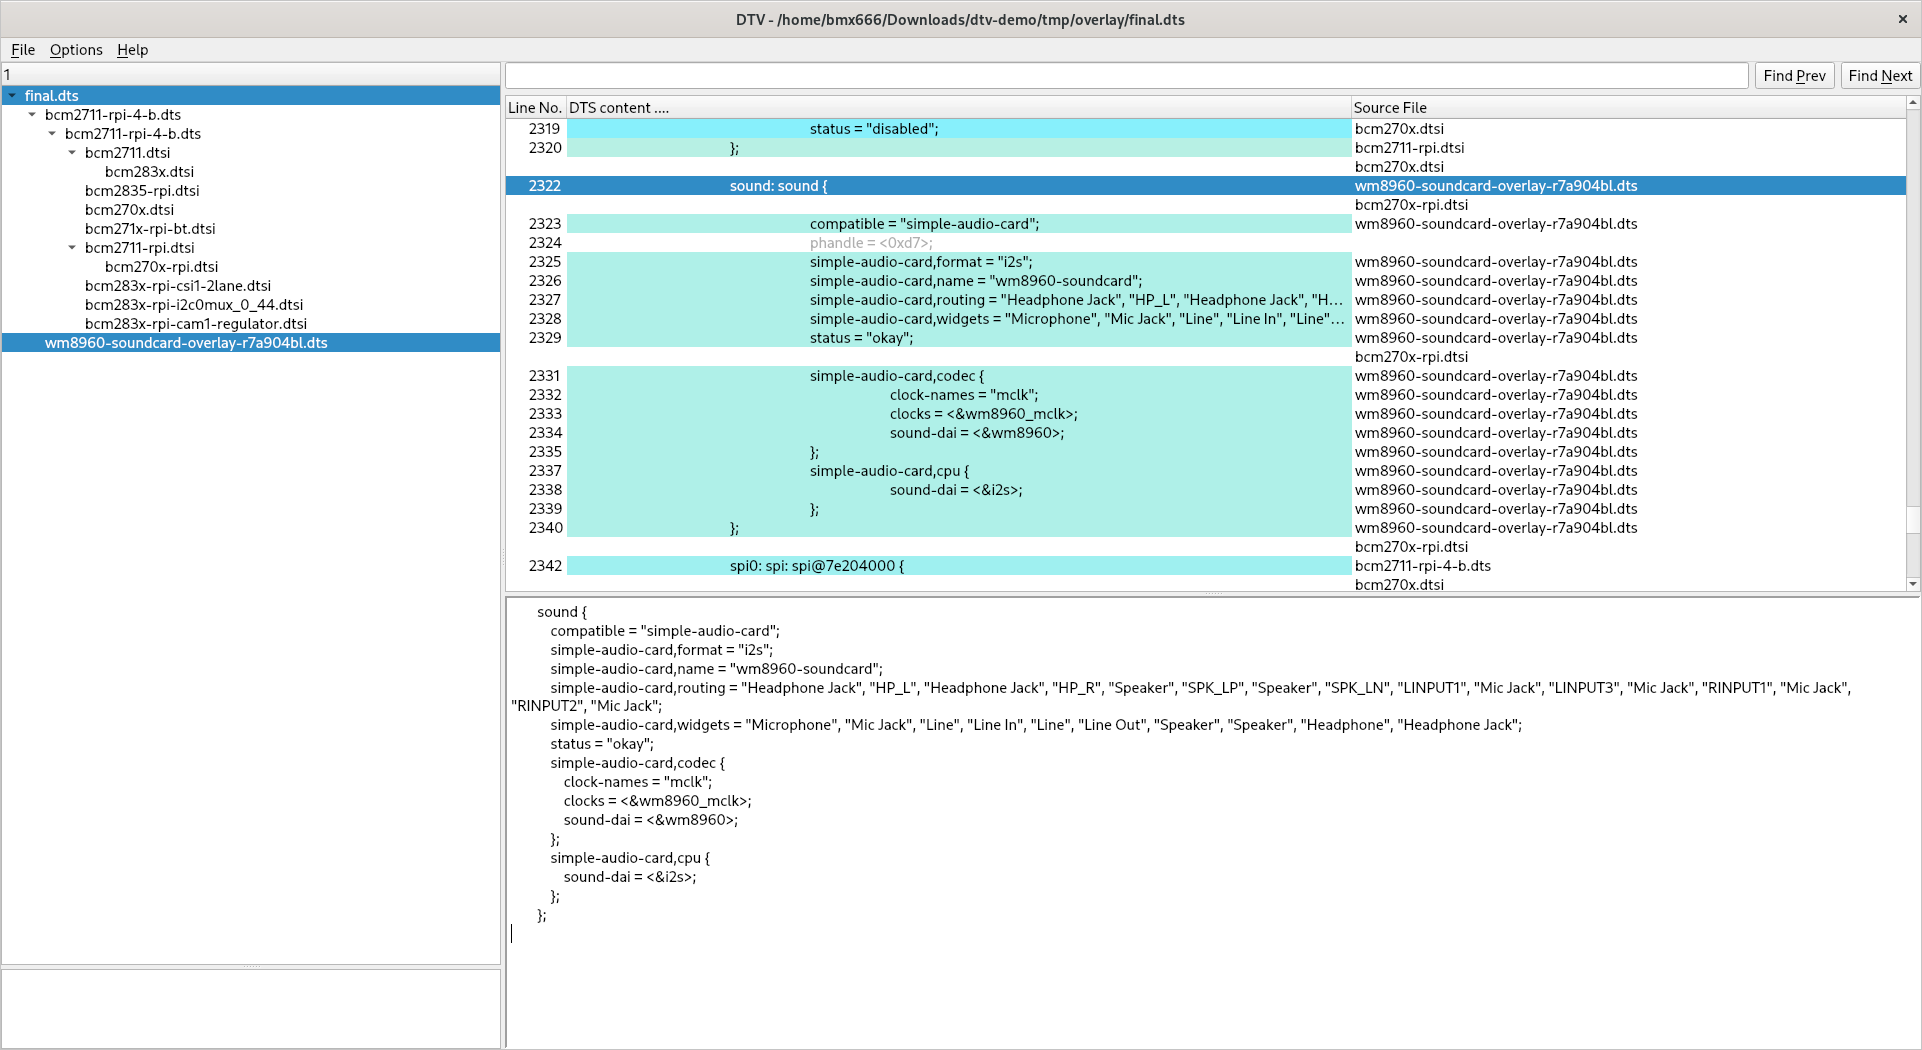 DTV - /home/bmx666/Downloads/dtv-demo/tmp/overlay/final.dts
File Options Help
1
final.dts
bcm2711-rpi-4-b.dts
bcm2711-rpi-4-b.dts
bcm2711.dtsi
bcm283x.dtsi
bcm2835-rpi.dtsi
bcm270x.dtsi
bcm271x-rpi-bt.dtsi
bcm2711-rpi.dtsi
bcm270x-rpi.dtsi
bcm283x-rpi-csi1-2lane.dtsi
bcm283x-rpi-i2c0mux_0_44.dtsi
bcm283x-rpi-cam1-regulator.dtsi
wm8960-soundcard-overlay-r7a904bl.dts
Find Prev Find Next
Line No. DTS content .... Source File
2319 status = "disabled"; bcm270x.dtsi
2320 }; bcm2711-rpi.dtsi
bcm270x.dtsi
2322 sound: sound { wm8960-soundcard-overlay-r7a904bl.dts
bcm270x-rpi.dtsi
2323 compatible = "simple-audio-card"; wm8960-soundcard-overlay-r7a904bl.dts
2324 phandle = <0xd7>;
2325 simple-audio-card,format = "i2s"; wm8960-soundcard-overlay-r7a904bl.dts
2326 simple-audio-card,name = "wm8960-soundcard"; wm8960-soundcard-overlay-r7a904bl.dts
2327 simple-audio-card,routing = "Headphone Jack", "HP_L", "Headphone Jack", "H... wm8960-soundcard-overlay-r7a904bl.dts
2328 simple-audio-card,widgets = "Microphone", "Mic Jack", "Line", "Line In", "Line"... wm8960-soundcard-overlay-r7a904bl.dts
2329 status = "okay"; wm8960-soundcard-overlay-r7a904bl.dts
bcm270x-rpi.dtsi
2331 simple-audio-card,codec { wm8960-soundcard-overlay-r7a904bl.dts
2332 clock-names = "mclk"; wm8960-soundcard-overlay-r7a904bl.dts
2333 clocks = <&wm8960_mclk>; wm8960-soundcard-overlay-r7a904bl.dts
2334 sound-dai = <&wm8960>; wm8960-soundcard-overlay-r7a904bl.dts
2335 }; wm8960-soundcard-overlay-r7a904bl.dts
2337 simple-audio-card,cpu { wm8960-soundcard-overlay-r7a904bl.dts
2338 sound-dai = <&i2s>; wm8960-soundcard-overlay-r7a904bl.dts
2339 }; wm8960-soundcard-overlay-r7a904bl.dts
2340 }; wm8960-soundcard-overlay-r7a904bl.dts
bcm270x-rpi.dtsi
2342 spi0: spi: spi@7e204000 { bcm2711-rpi-4-b.dts
bcm270x.dtsi
sound {
compatible = "simple-audio-card";
simple-audio-card,format = "i2s";
simple-audio-card,name = "wm8960-soundcard";
simple-audio-card,routing = "Headphone Jack", "HP_L", "Headphone Jack", "HP_R", "Speaker", "SPK_LP", "Speaker", "SPK_LN", "LINPUT1", "Mic Jack", "LINPUT3", "Mic Jack", "RINPUT1", "Mic Jack",
"RINPUT2", "Mic Jack";
simple-audio-card,widgets = "Microphone", "Mic Jack", "Line", "Line In", "Line", "Line Out", "Speaker", "Speaker", "Headphone", "Headphone Jack";
status = "okay";
simple-audio-card,codec {
clock-names = "mclk";
clocks = <&wm8960_mclk>;
sound-dai = <&wm8960>;
};
simple-audio-card,cpu {
sound-dai = <&i2s>;
};
};